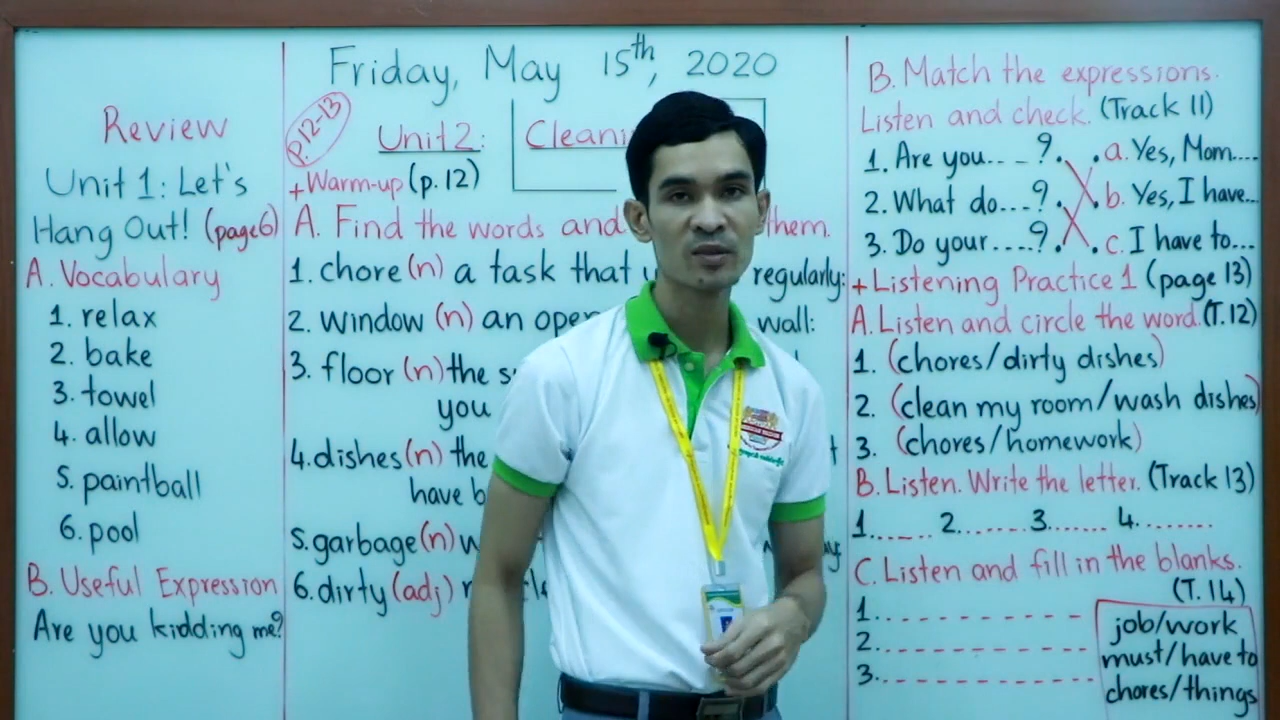 Friday, May 15th, 2020
Review
Unit 1: Let's
Hang Out! (page 6)
A. Vocabulary
1. relax
2. bake
3. towel
4. allow
5. paintball
6. pool
B. Useful Expression
Are you kidding me?
P.12-13
Unit 2:
+ Warm-up (p. 12)
A. Find the words and them.
1. chore (n) a task that regularly:
2. window (n) an wall:
3. floor (n) the
you
4. dishes (n) the
have
5. garbage (n)
6. dirty (adj)
B. Match the expressions.
Listen and check. (Track 11)
1. Are you.... ? . . a. Yes, Mom....
2. What do....? . . b. Yes, I have...
3. Do your ....? . . c. I have to...
+ Listening Practice 1 (page 13)
A. Listen and circle the word. (T.12)
1. (chores/dirty dishes)
2. (clean my room/wash dishes)
3. (chores/homework)
B. Listen. Write the letter. (Track 13)
1....... 2....... 3....... 4........
C. Listen and fill in the blanks.
(T.14)
1. - - - - - - - - - - - -
2. - - - - - - - - - - - -
3. - - - - - - - - - - - -
job/work
must/have to
chores/things